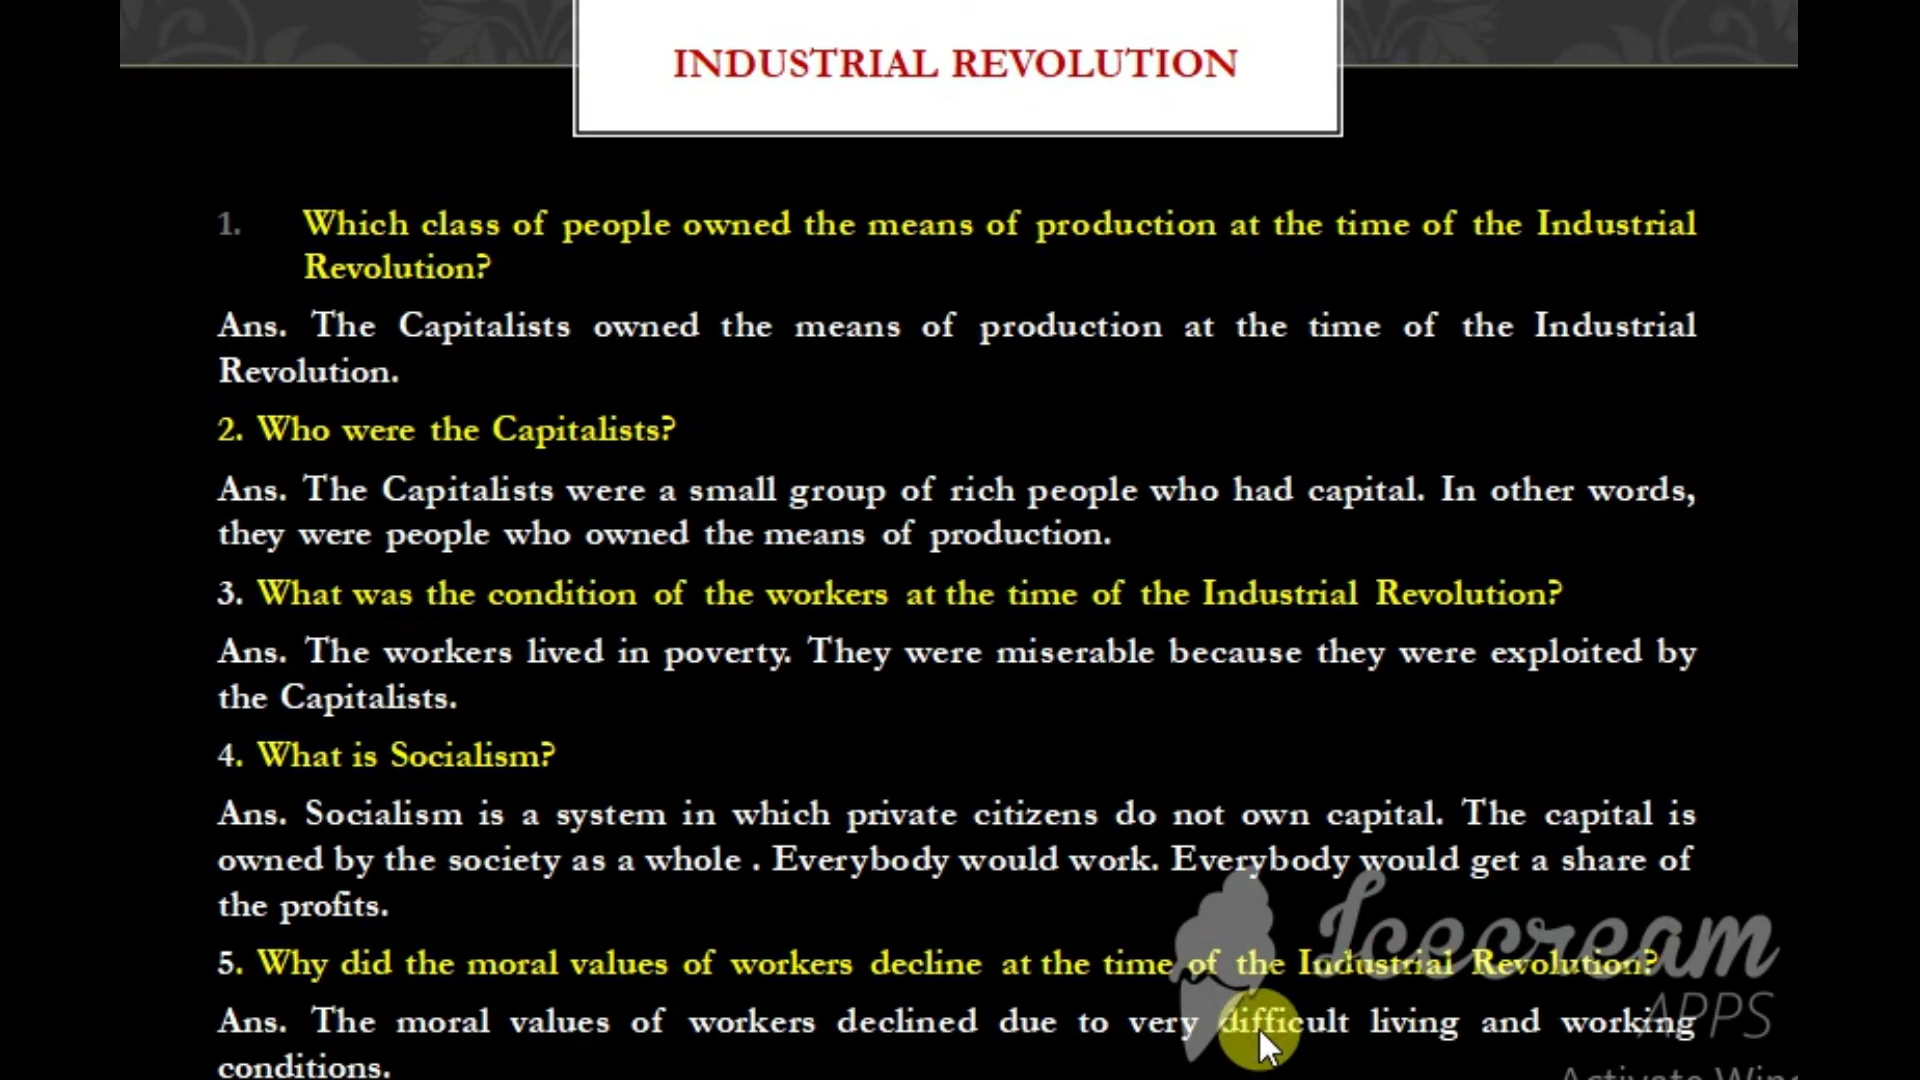 INDUSTRIAL REVOLUTION
1. Which class of people owned the means of production at the time of the Industrial
Revolution?
Ans. The Capitalists owned the means of production at the time of the Industrial
Revolution.
2. Who were the Capitalists?
Ans. The Capitalists were a small group of rich people who had capital. In other words,
they were people who owned the means of production.
3. What was the condition of the workers at the time of the Industrial Revolution?
Ans. The workers lived in poverty. They were miserable because they were exploited by
the Capitalists.
4. What is Socialism?
Ans. Socialism is a system in which private citizens do not own capital. The capital is
owned by the society as a whole . Everybody would work. Everybody would get a share of
the profits.
5. Why did the moral values of workers decline at the time of the Industrial Revolution?
Ans. The moral values of workers declined due to very difficult living and working
conditions.
Icecream
APPS
Activate